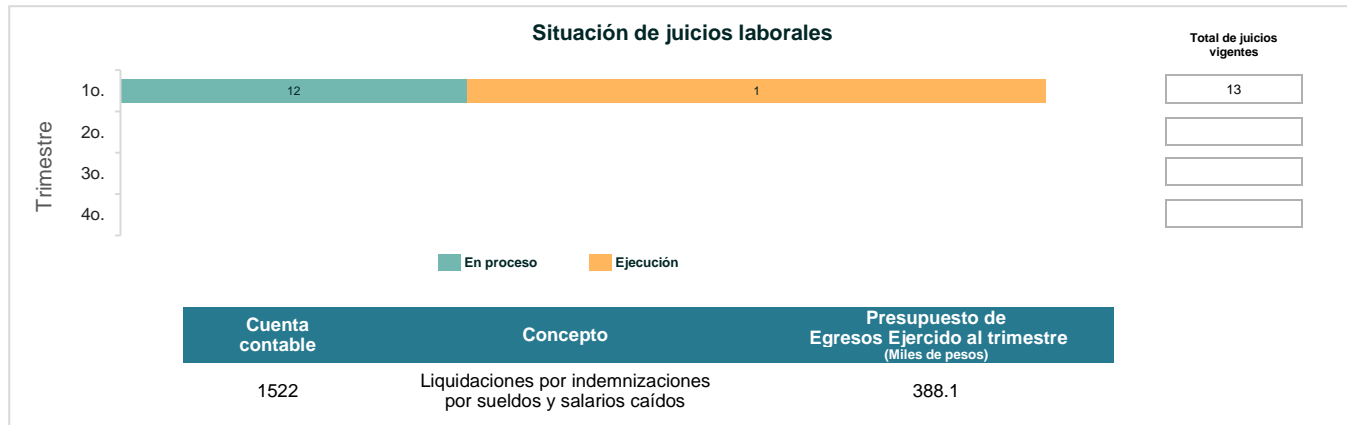 Situación de juicios laborales
Total de juicios
vigentes
Trimestre
1o.
12
1
13
2o.
3o.
4o.
En proceso
Ejecución
Cuenta
contable
Concepto
Presupuesto de
Egresos Ejercido al trimestre
(Miles de pesos)
1522
Liquidaciones por indemnizaciones
por sueldos y salarios caídos
388.1